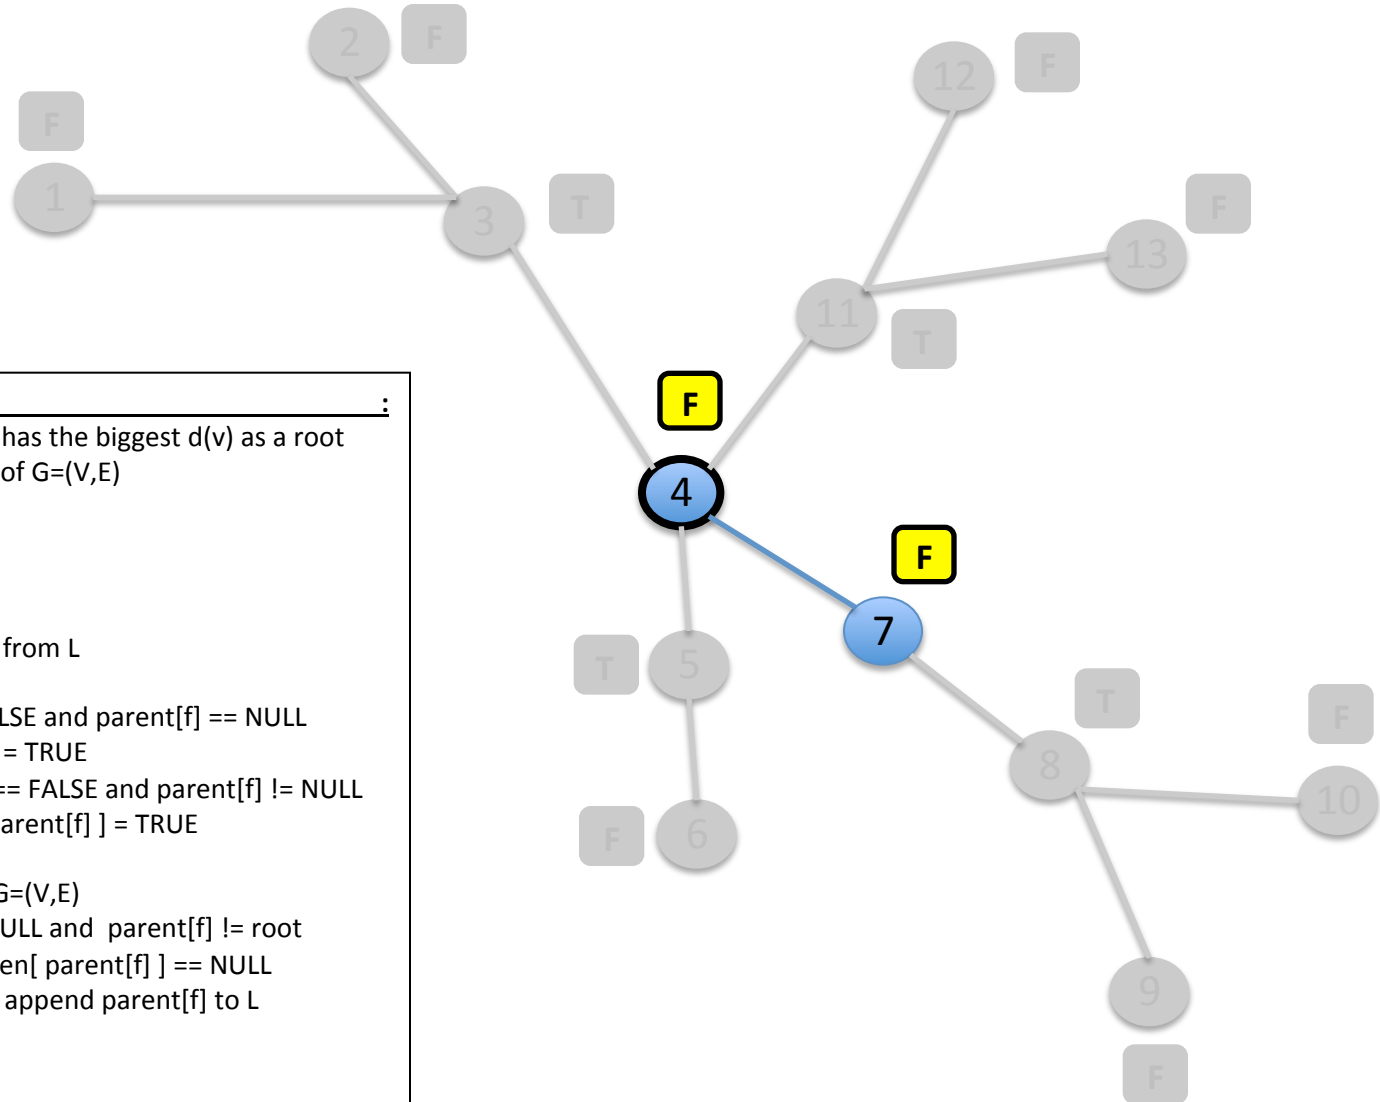 2
F
12
F
F
1
3
T
F
13
11
T
F
4
:
has the biggest d(v) as a root
of G=(V,E)
F
7
from L
T
5
T
F
LSE and parent[f] == NULL
= TRUE
== FALSE and parent[f] != NULL
arent[f] ] = TRUE
8
10
F
6
G=(V,E)
ULL and parent[f] != root
en[ parent[f] ] == NULL
append parent[f] to L
9
F